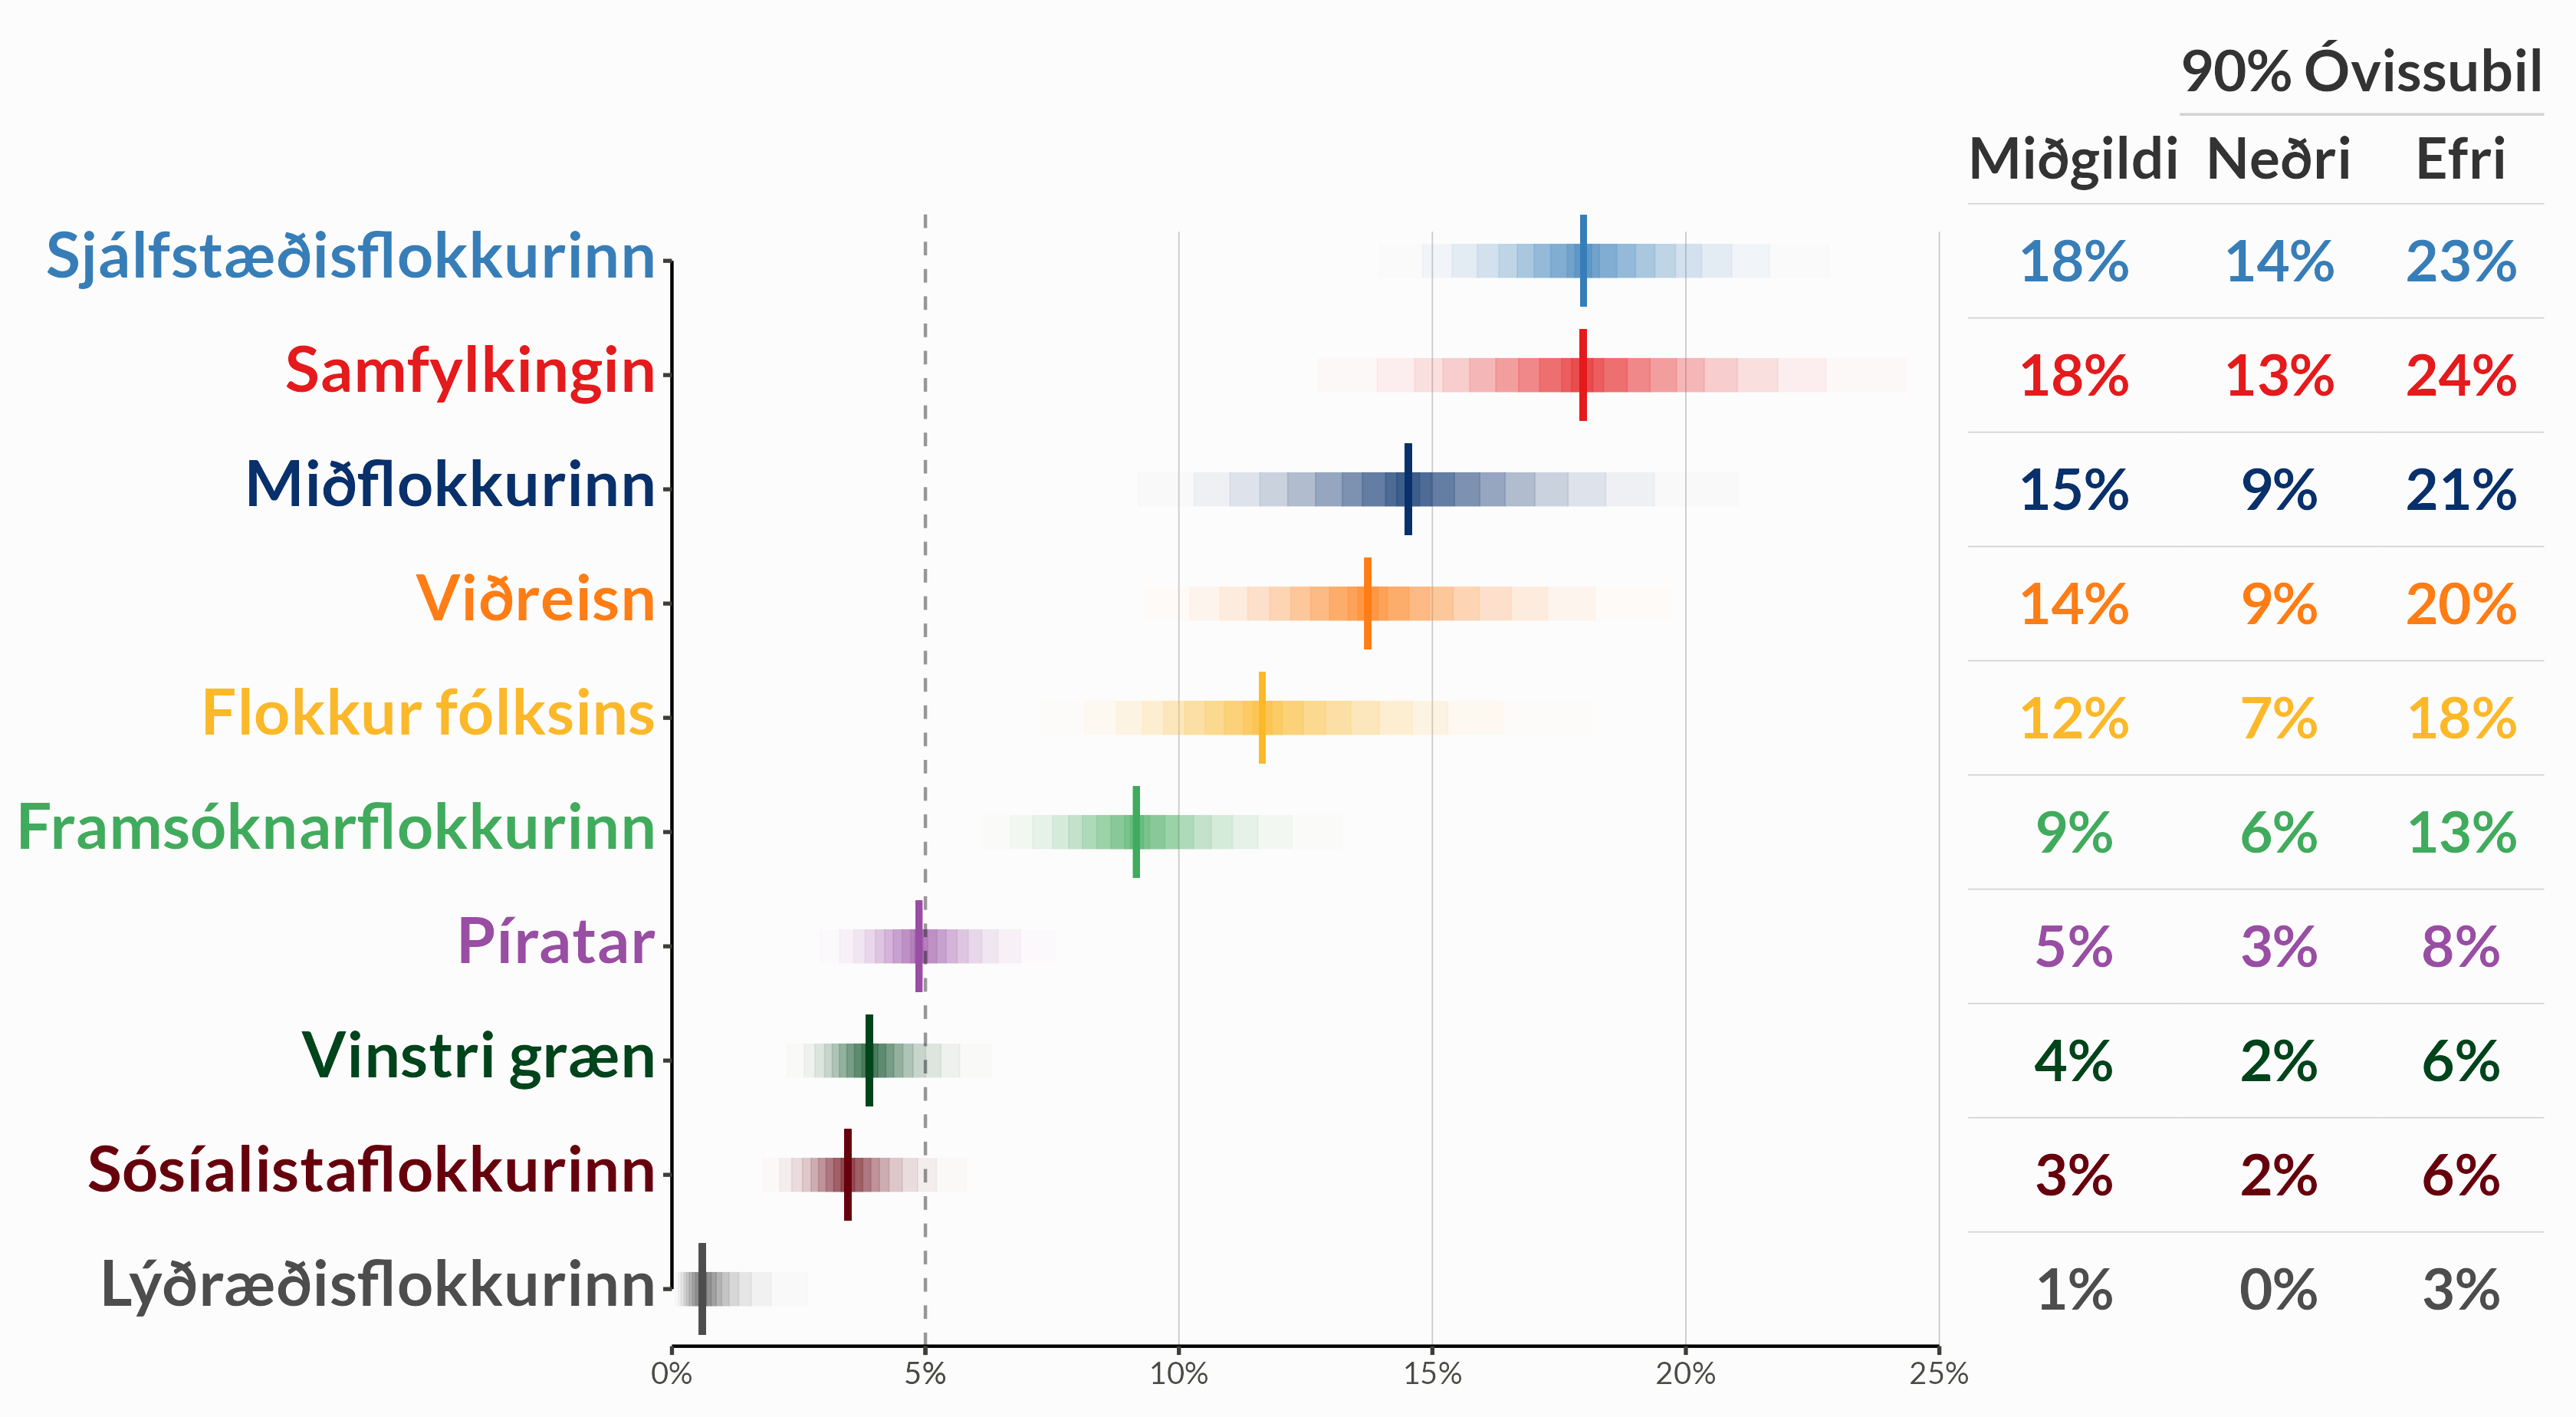 90% Óvissubil
Miðgildi Neðri Efri
Sjálfstæðisflokkurinn 18% 14% 23%
Samfylkingin 18% 13% 24%
Miðflokkurinn 15% 9% 21%
Viðreisn 14% 9% 20%
Flokkur fólksins 12% 7% 18%
Framsóknarflokkurinn 9% 6% 13%
Píratar 5% 3% 8%
Vinstri græn 4% 2% 6%
Sósíalistaflokkurinn 3% 2% 6%
Lýðræðisflokkurinn 1% 0% 3%
0% 5% 10% 15% 20% 25%